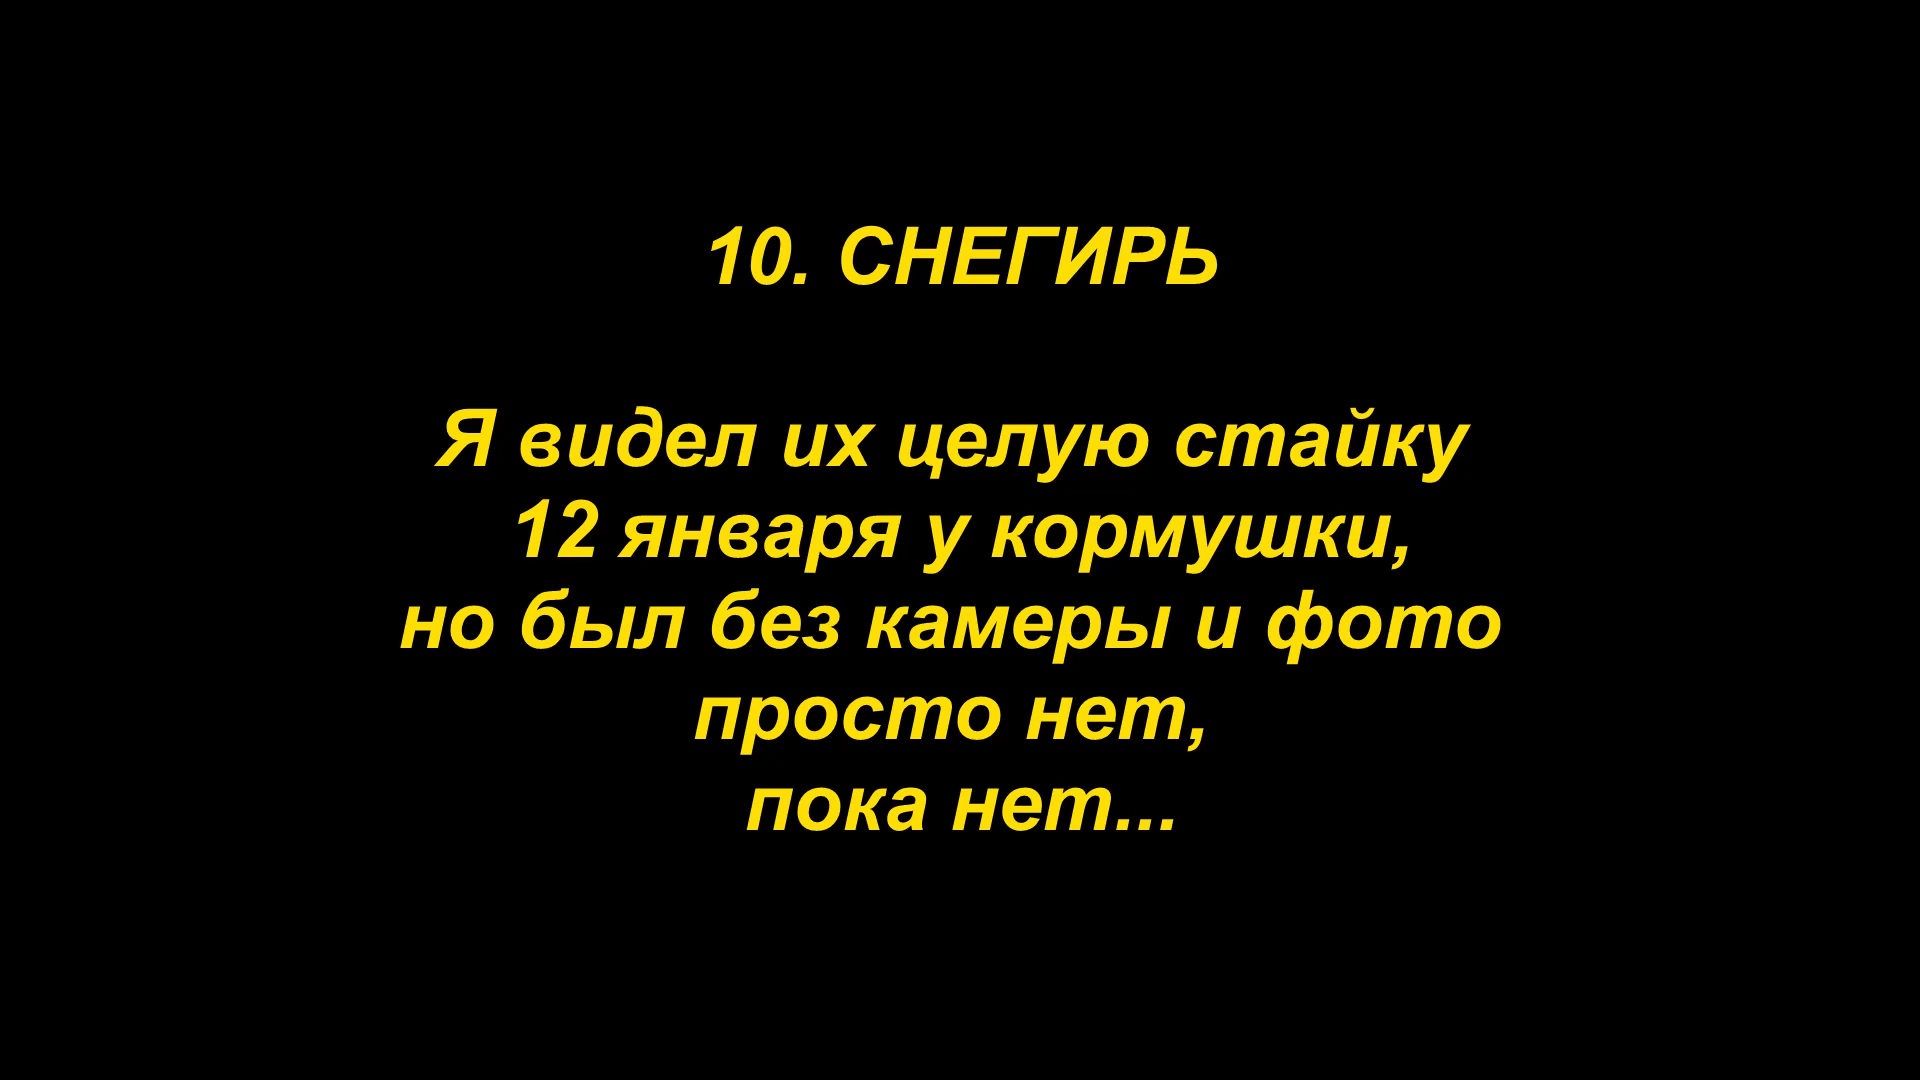 10. СНЕГИРЬ
Я видел их целую стайку
12 января у кормушки,
но был без камеры и фото
просто нет,
пока нет...